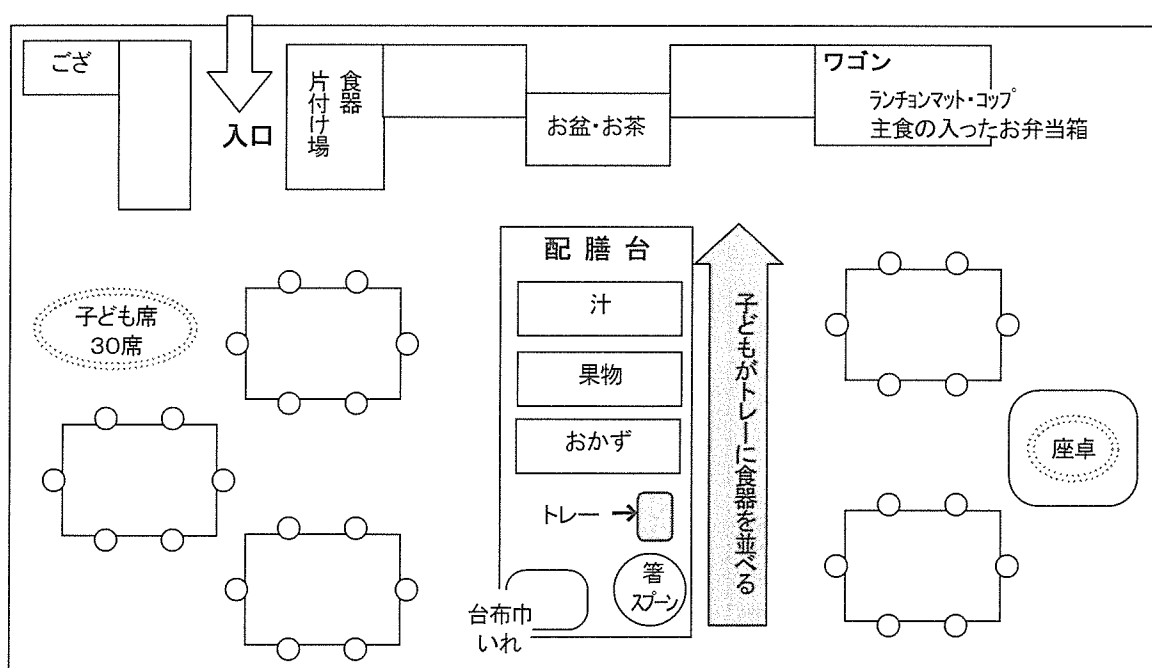 ござ
入口
食器
片付け場
お盆・お茶
ワゴン
ランチョンマット・コップ
主食の入ったお弁当箱
配膳台
汁
果物
おかず
トレー→
箸
スプーン
台布巾
いれ
子どもがトレーに食器を並べる
子ども席
30席
座卓